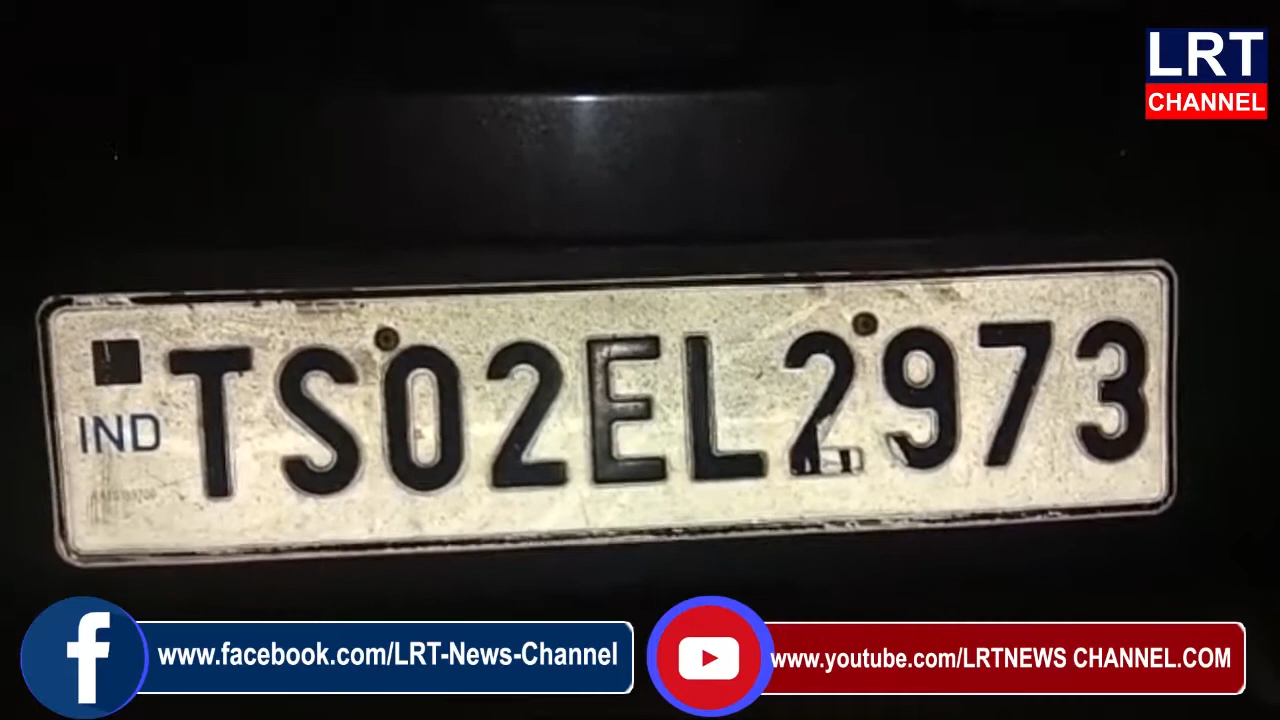 LRT
CHANNEL
IND
TS02EL2973
www.facebook.com/LRT-News-Channel
www.youtube.com/LRTNEWS CHANNEL.COM